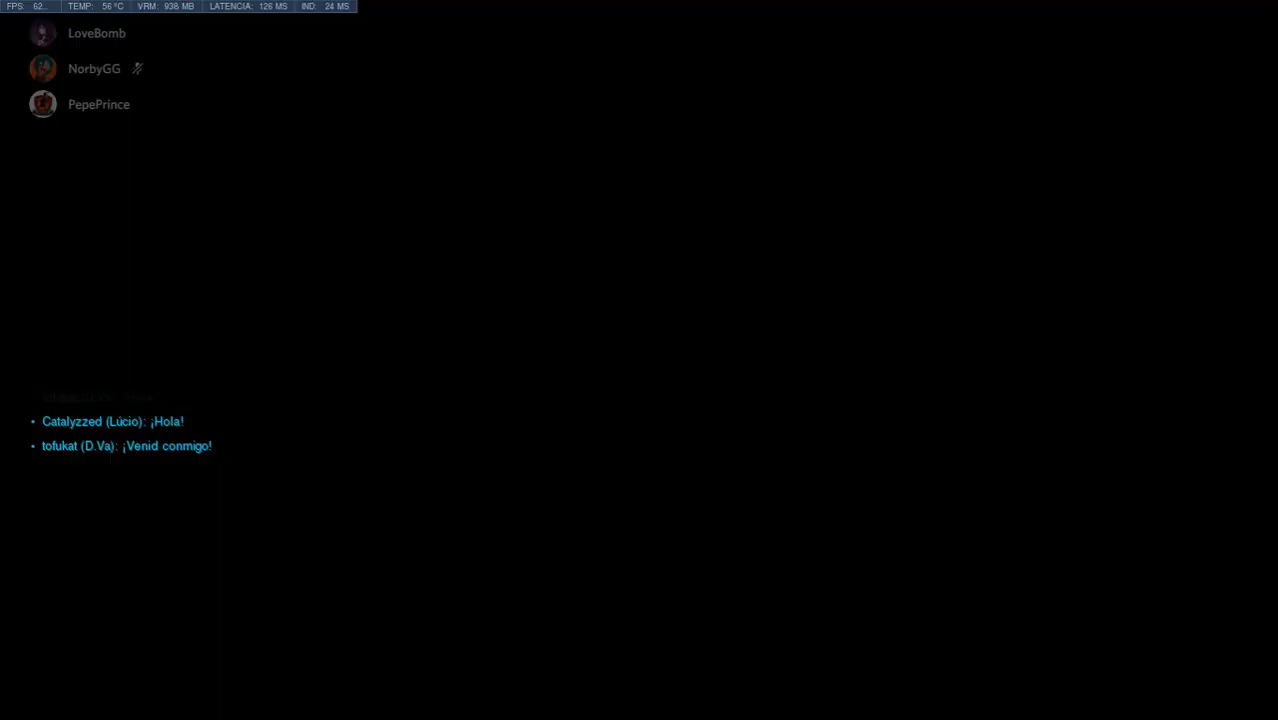 FPS: 62... TEMP: 56 ºC VRM: 938 MB LATENCIA: 126 MS IND: 24 MS
LoveBomb
NorbyGG
PepePrince
• Catalyzzed (Lúcio): ¡Hola!
• tofukat (D.Va): ¡Venid conmigo!